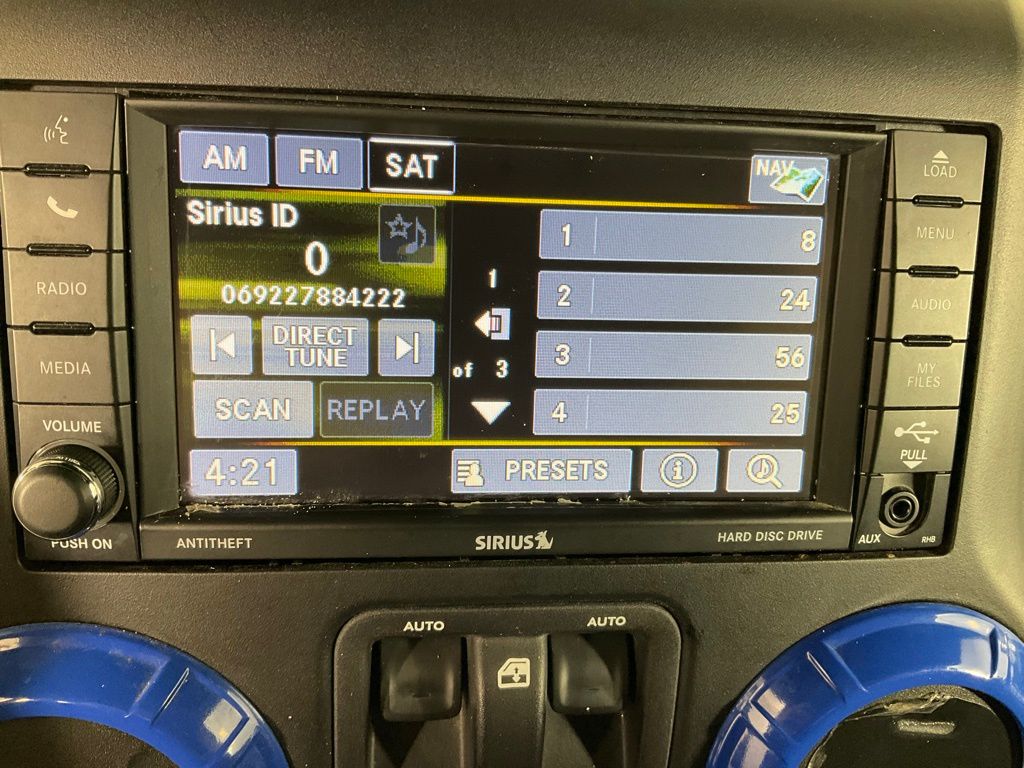 AM FM SAT NAV
Sirius ID
0
069227884222
DIRECT
TUNE
SCAN REPLAY
1
of 3
1 8
2 24
3 56
4 25
4:21 PRESETS
RADIO
MEDIA
VOLUME
PUSH ON
LOAD
MENU
AUDIO
MY
FILES
PULL
AUX RHB
ANTITHEFT SIRIUS HARD DISC DRIVE
AUTO AUTO